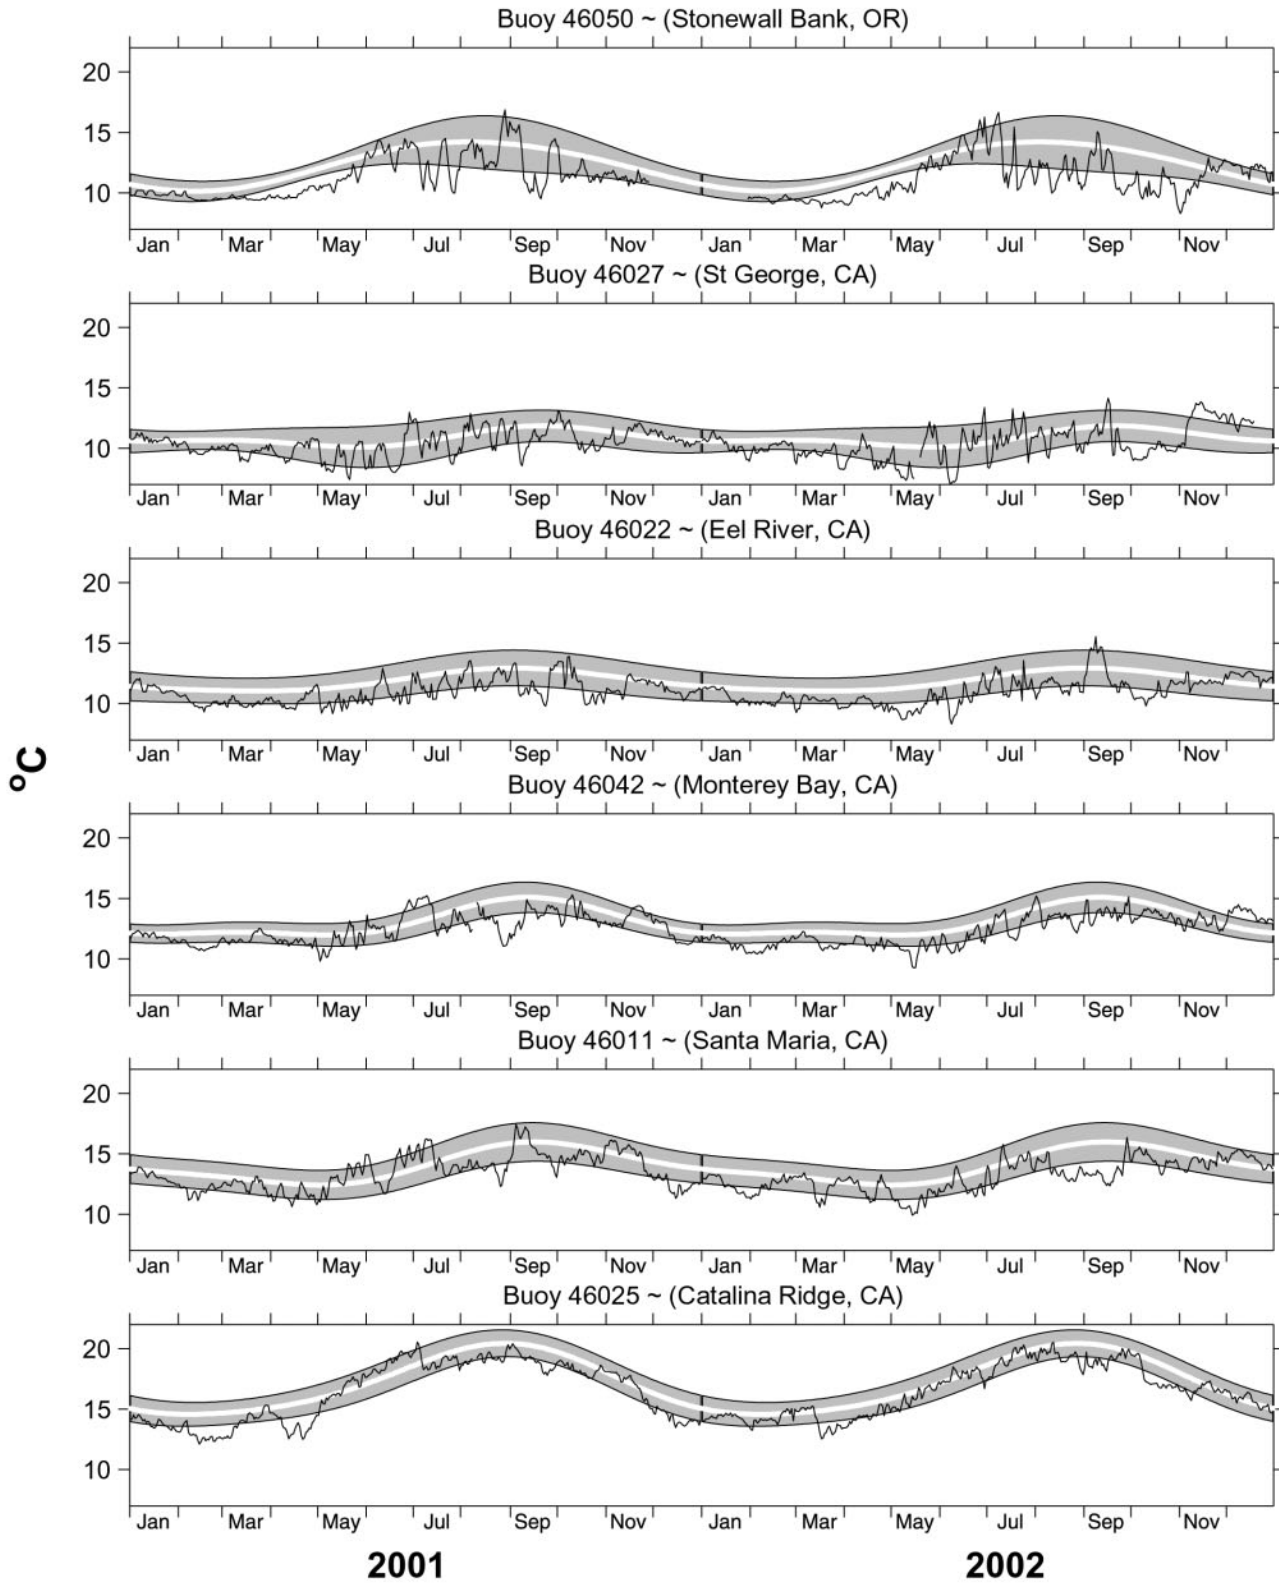 Buoy 46050 ~ (Stonewall Bank, OR)
20
15
10
Jan Mar May Jul Sep Nov Jan Mar May Jul Sep Nov
Buoy 46027 ~ (St George, CA)
20
15
10
Jan Mar May Jul Sep Nov Jan Mar May Jul Sep Nov
Buoy 46022 ~ (Eel River, CA)
20
15
10
Jan Mar May Jul Sep Nov Jan Mar May Jul Sep Nov
°C
Buoy 46042 ~ (Monterey Bay, CA)
20
15
10
Jan Mar May Jul Sep Nov Jan Mar May Jul Sep Nov
Buoy 46011 ~ (Santa Maria, CA)
20
15
10
Jan Mar May Jul Sep Nov Jan Mar May Jul Sep Nov
Buoy 46025 ~ (Catalina Ridge, CA)
20
15
10
Jan Mar May Jul Sep Nov Jan Mar May Jul Sep Nov
2001 2002